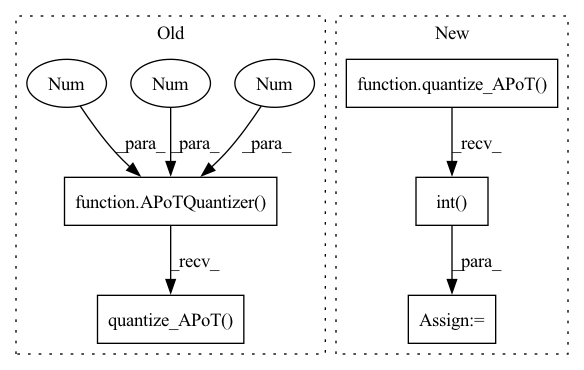 Old
New
Num
Num
Num
function.quantize_APoT()
_para_
_para_
_para_
_recv_
function.APoTQuantizer()
int()
_recv_
_para_
quantize_APoT()
Assign:=